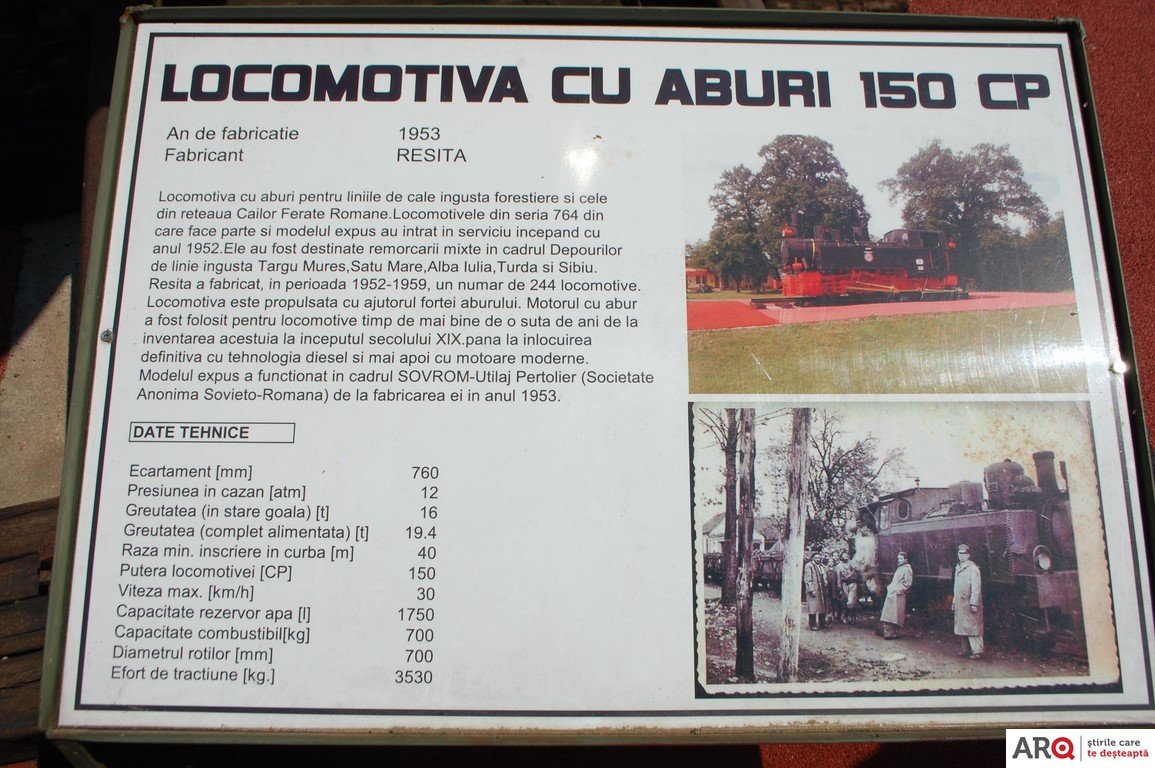 LOCOMOTIVA CU ABURI 150 CP
An de fabricatie 1953
Fabricant RESITA
Locomotiva cu aburi pentru liniile de cale ingusta forestiere si cele
din reteaua Cailor Ferate Romane.Locomotivele din seria 764 din
care face parte si modelul expus au intrat in serviciu incepand cu
anul 1952.Ele au fost destinate remorcarii mixte in cadrul Depourilor
de linie ingusta Targu Mures,Satu Mare,Alba Iulia,Turda si Sibiu.
Resita a fabricat, in perioada 1952-1959, un numar de 244 locomotive.
Locomotiva este propulsata cu ajutorul fortei aburului. Motorul cu abur
a fost folosit pentru locomotive timp de mai bine de o suta de ani de la
inventarea acestuia la inceputul secolului XIX.pana la inlocuirea
definitiva cu tehnologia diesel si mai apoi cu motoare moderne.
Modelul expus a functionat in cadrul SOVROM-Utilaj Pertolier (Societate
Anonima Sovieto-Romana) de la fabricarea ei in anul 1953.
DATE TEHNICE
Ecartament [mm] 760
Presiunea in cazan [atm] 12
Greutatea (in stare goala) [t] 16
Greutatea (complet alimentata) [t] 19.4
Raza min. inscriere in curba [m] 40
Putera locomotivei [CP] 150
Viteza max. [km/h] 30
Capacitate rezervor apa [l] 1750
Capacitate combustibil[kg] 700
Diametrul rotilor [mm] 700
Efort de tractiune [kg.] 3530
ARQ știrile care
te deșteaptă